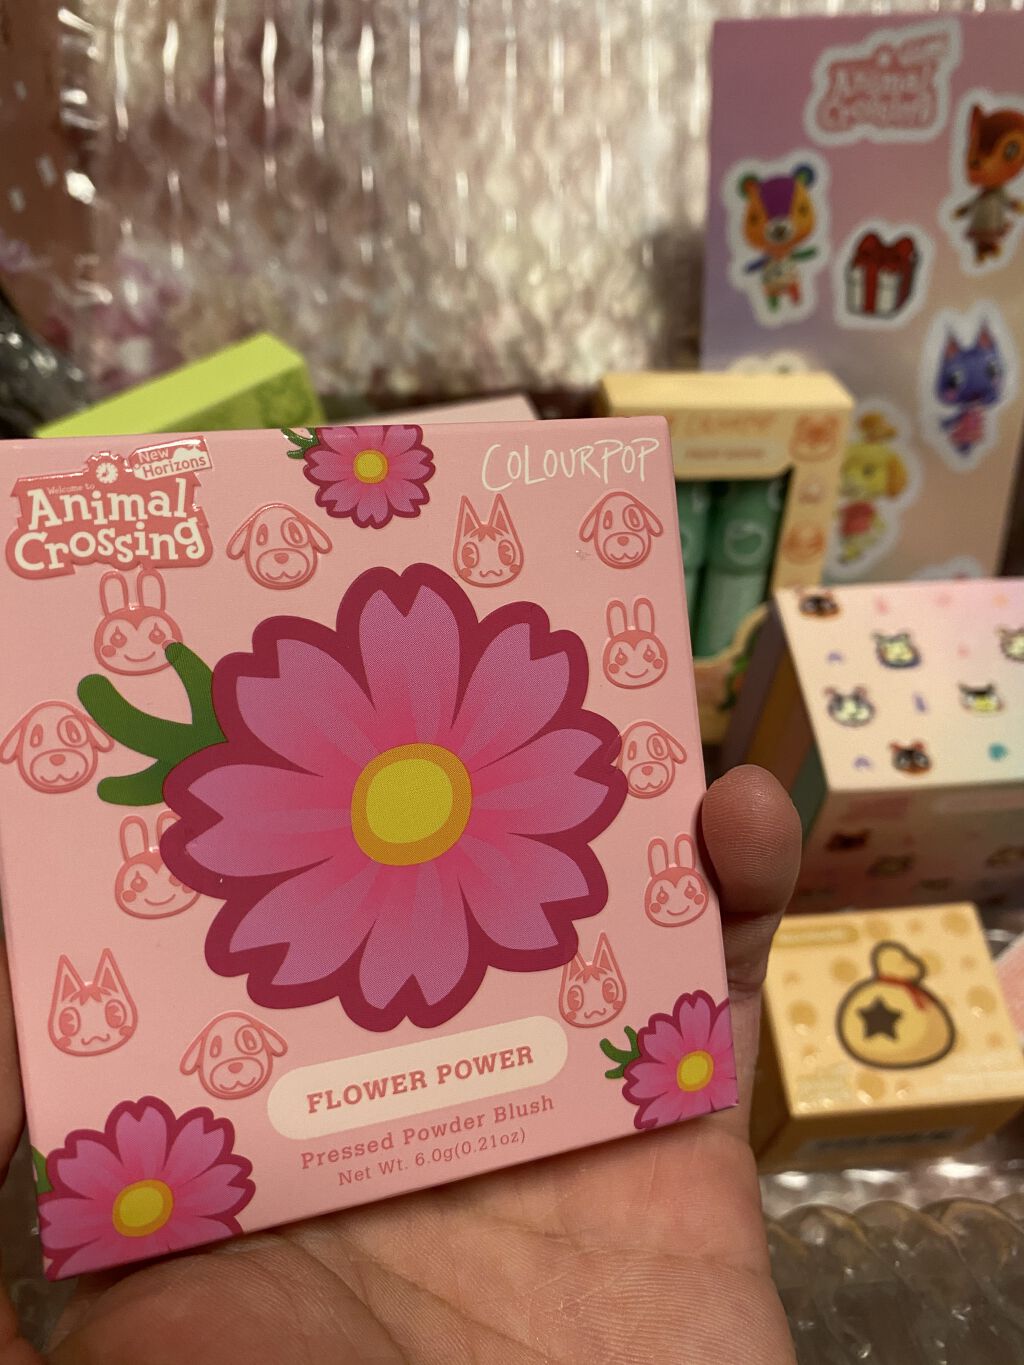 New
Horizons
Welcome to
Animal
Crossing
COLOURPOP
FLOWER POWER
Pressed Powder Blush
Net Wt. 6.0g(0.21oz)
Animal
Crossing
COLOURPOP